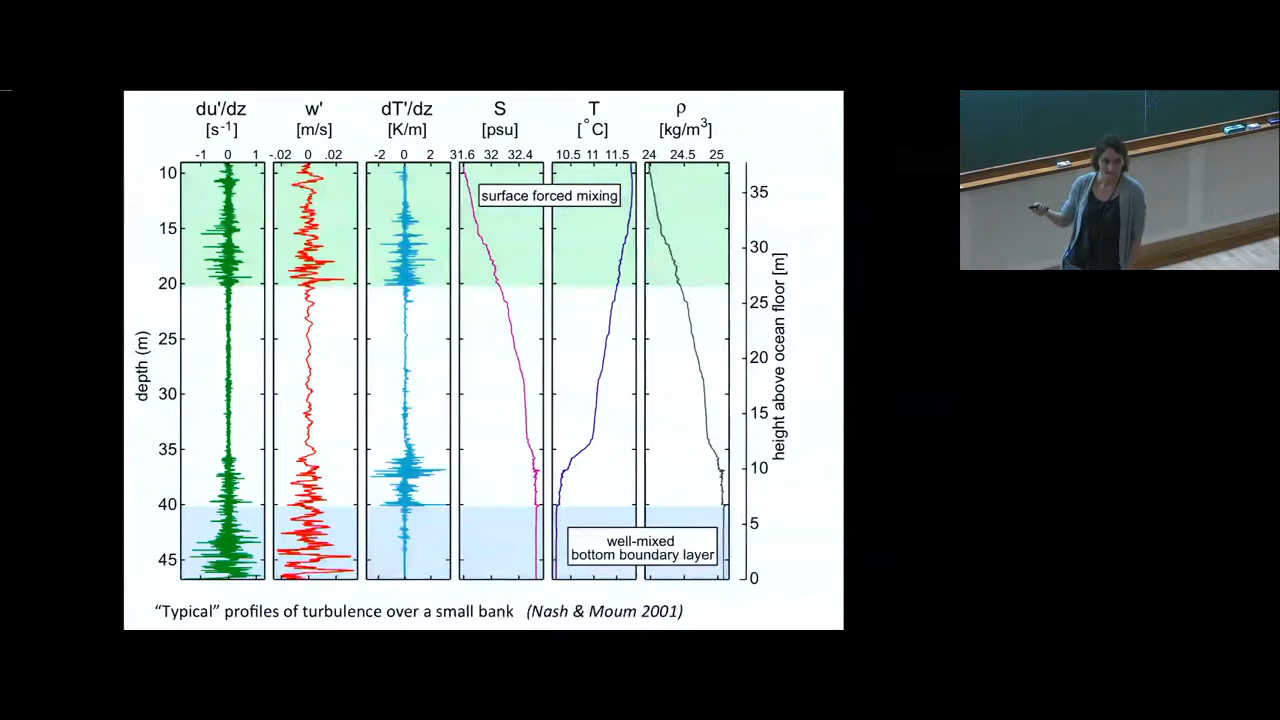 du'/dz w' dT'/dz S T ρ
[s⁻¹] [m/s] [K/m] [psu] [°C] [kg/m³]
-1 0 1 -.02 0 .02 -2 0 2 31.6 32 32.4 10.5 11 11.5 24 24.5 25
10
15
20
25
30
35
40
45
depth (m)
surface forced mixing
well-mixed
bottom boundary layer
35
30
25
20
15
10
5
0
height above ocean floor [m]
“Typical” profiles of turbulence over a small bank (Nash & Moum 2001)